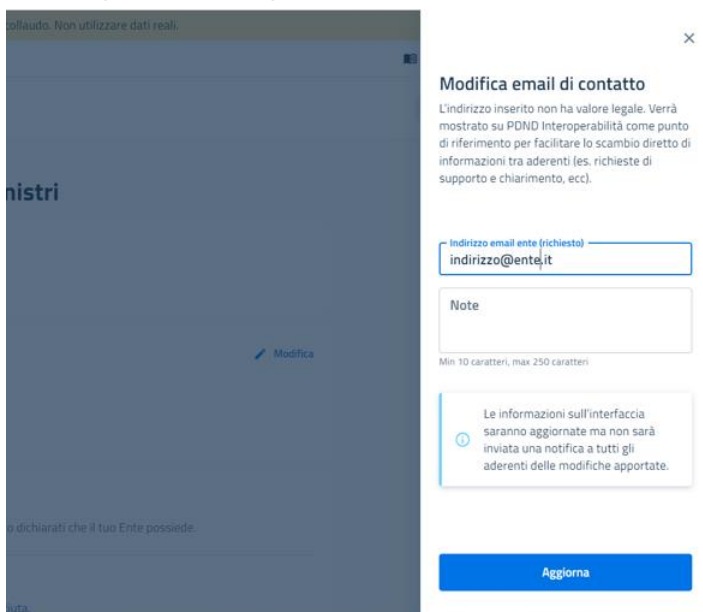 collaudo. Non utilizzare dati reali.
Modifica email di contatto
L'indirizzo inserito non ha valore legale. Verrà
mostrato su PDND Interoperabilità come punto
di riferimento per facilitare lo scambio diretto di
informazioni tra aderenti (es. richieste di
supporto e chiarimento, ecc).
nistri
Indirizzo email ente (richiesto)
indirizzo@ente.it
Note
Min 10 caratteri, max 250 caratteri
Modifica
Le informazioni sull'interfaccia
saranno aggiornate ma non sarà
inviata una notifica a tutti gli
aderenti delle modifiche apportate.
o dichiarati che il tuo Ente possiede.
Aggiorna
uta.